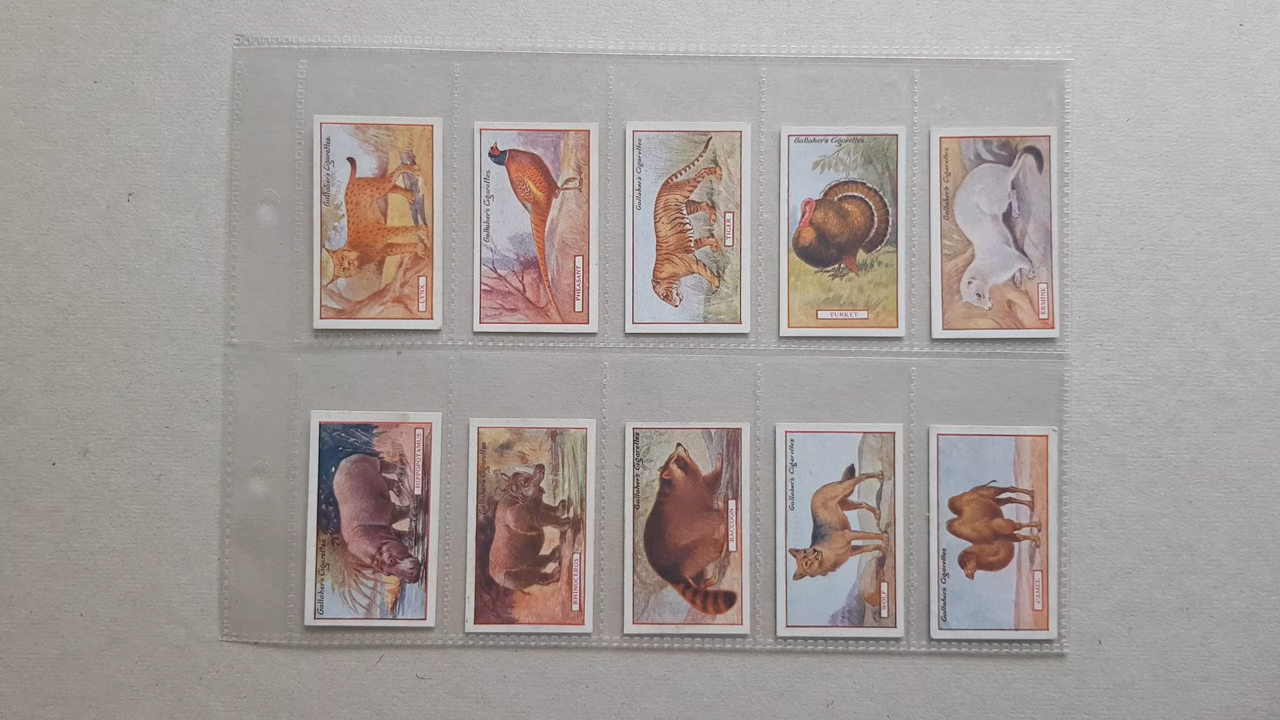 Gallaher's Cigarettes
LYNX
Gallaher's Cigarettes.
PHEASANT
Gallaher's Cigarettes
TIGER
Gallaher's Cigarettes
TURKEY
Gallaher's Cigarettes
ERMINE
Gallaher's Cigarettes
HIPPOPOTAMUS
Gallaher's Cigarettes
RHINOCEROS
Gallaher's Cigarettes
RACCOON
Gallaher's Cigarettes
WOLF
Gallaher's Cigarettes
CAMEL